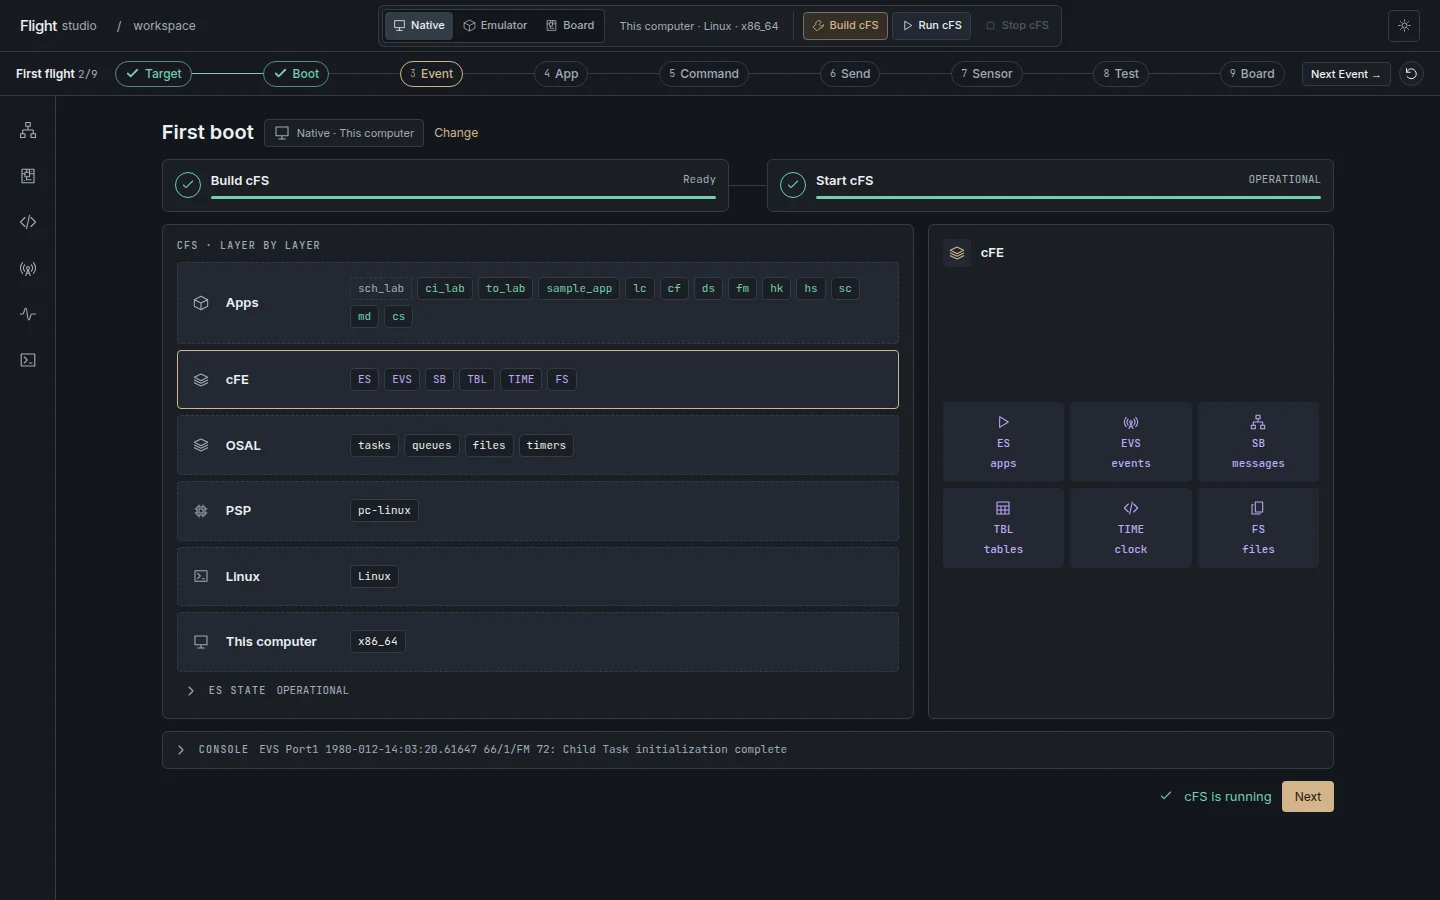 Flight studio / workspace
Native Emulator Board This computer · Linux · x86_64 Build cFS Run cFS Stop cFS
First flight 2/9 Target Boot 3 Event 4 App 5 Command 6 Send 7 Sensor 8 Test 9 Board Next Event →
First boot Native · This computer Change
Build cFS Ready
Start cFS OPERATIONAL
CFS · LAYER BY LAYER
Apps sch_lab ci_lab to_lab sample_app lc cf ds fm hk hs sc
md cs
cFE ES EVS SB TBL TIME FS
OSAL tasks queues files timers
PSP pc-linux
Linux Linux
This computer x86_64
ES STATE OPERATIONAL
cFE
ES EVS SB
apps events messages
TBL TIME FS
tables clock files
CONSOLE EVS Port1 1980-012-14:03:20.61647 66/1/FM 72: Child Task initialization complete
cFS is running Next